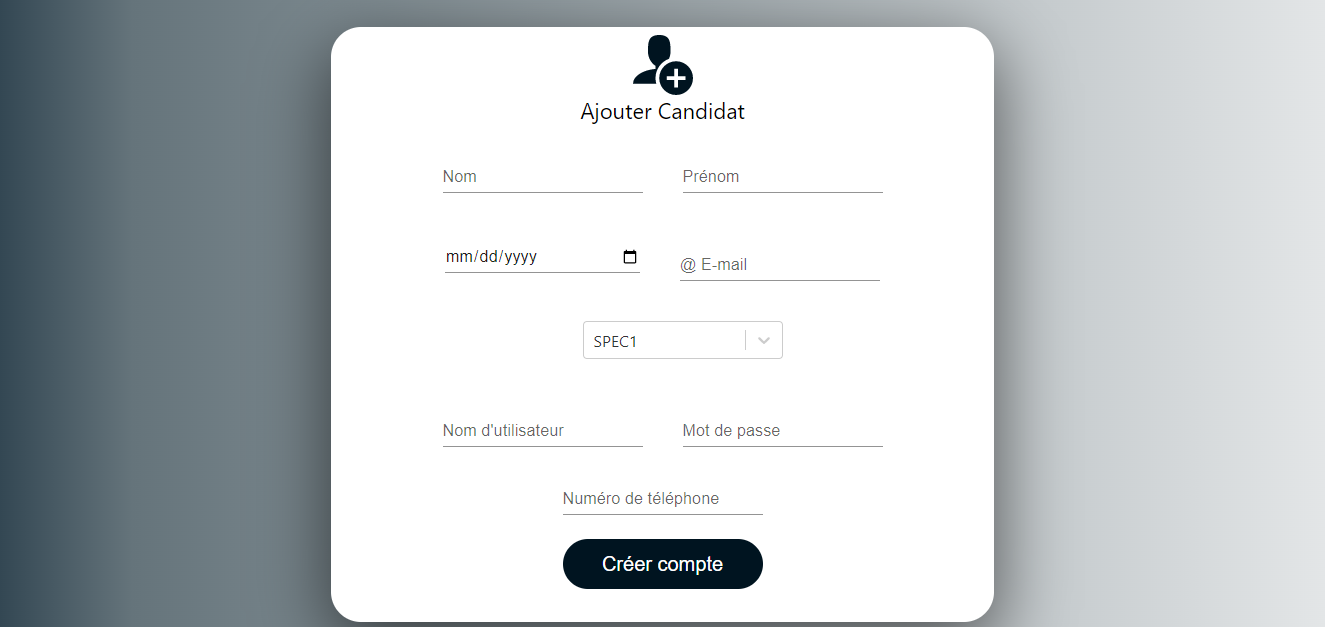 Ajouter Candidat
Nom
Prénom
mm/dd/yyyy
@ E-mail
SPEC1
Nom d'utilisateur
Mot de passe
Numéro de téléphone
Créer compte